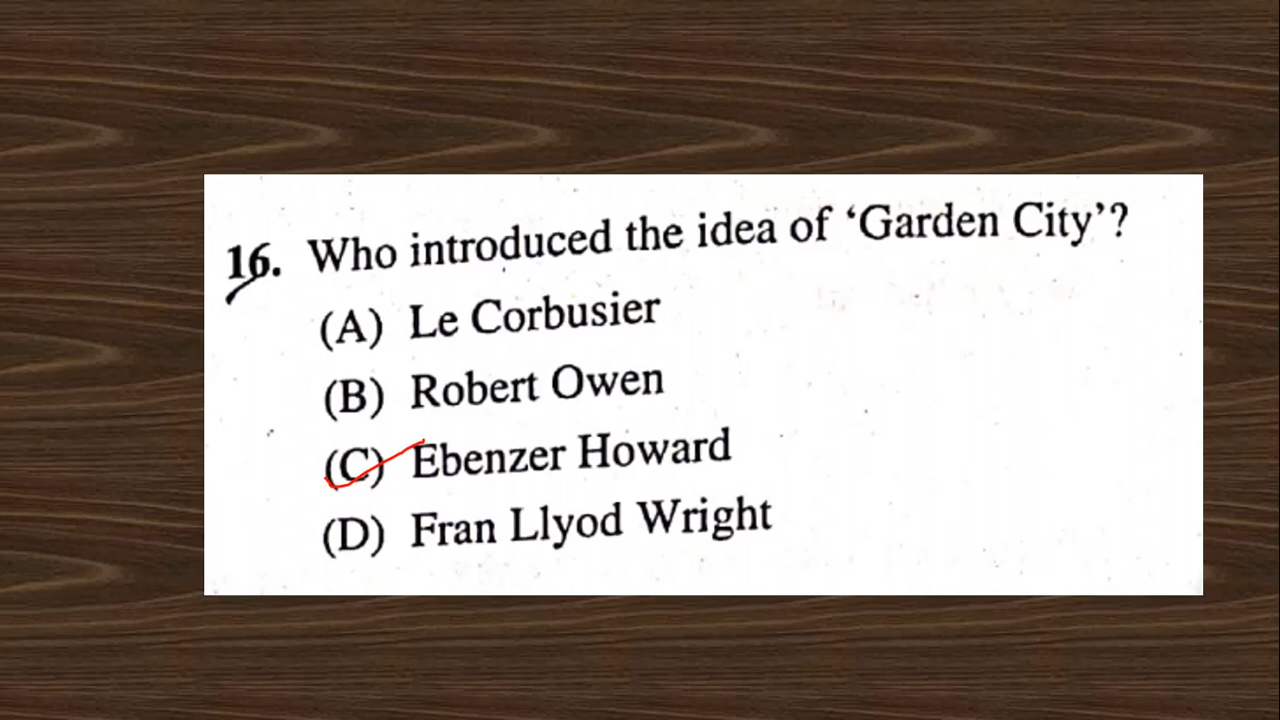 16. Who introduced the idea of ‘Garden City’?
(A) Le Corbusier
(B) Robert Owen
(C) Ebenzer Howard
(D) Fran Llyod Wright